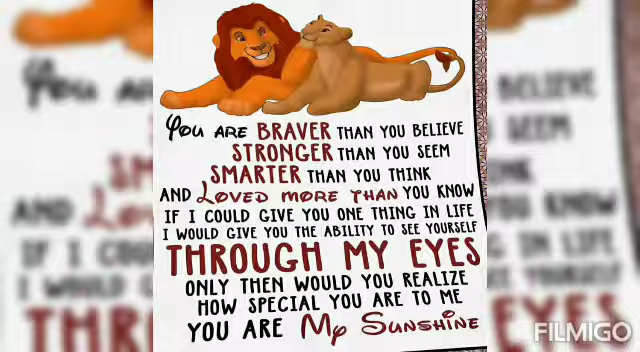 You are BRAVER THAN YOU BELIEVE
STRONGER THAN YOU SEEM
SMARTER THAN YOU THINK
AND LOVED MORE THAN YOU KNOW
IF I COULD GIVE YOU ONE THING IN LIFE
I WOULD GIVE YOU THE ABILITY TO SEE YOURSELF
THROUGH MY EYES
ONLY THEN WOULD YOU REALIZE
HOW SPECIAL YOU ARE TO ME
YOU ARE My Sunshine
FILMIGO